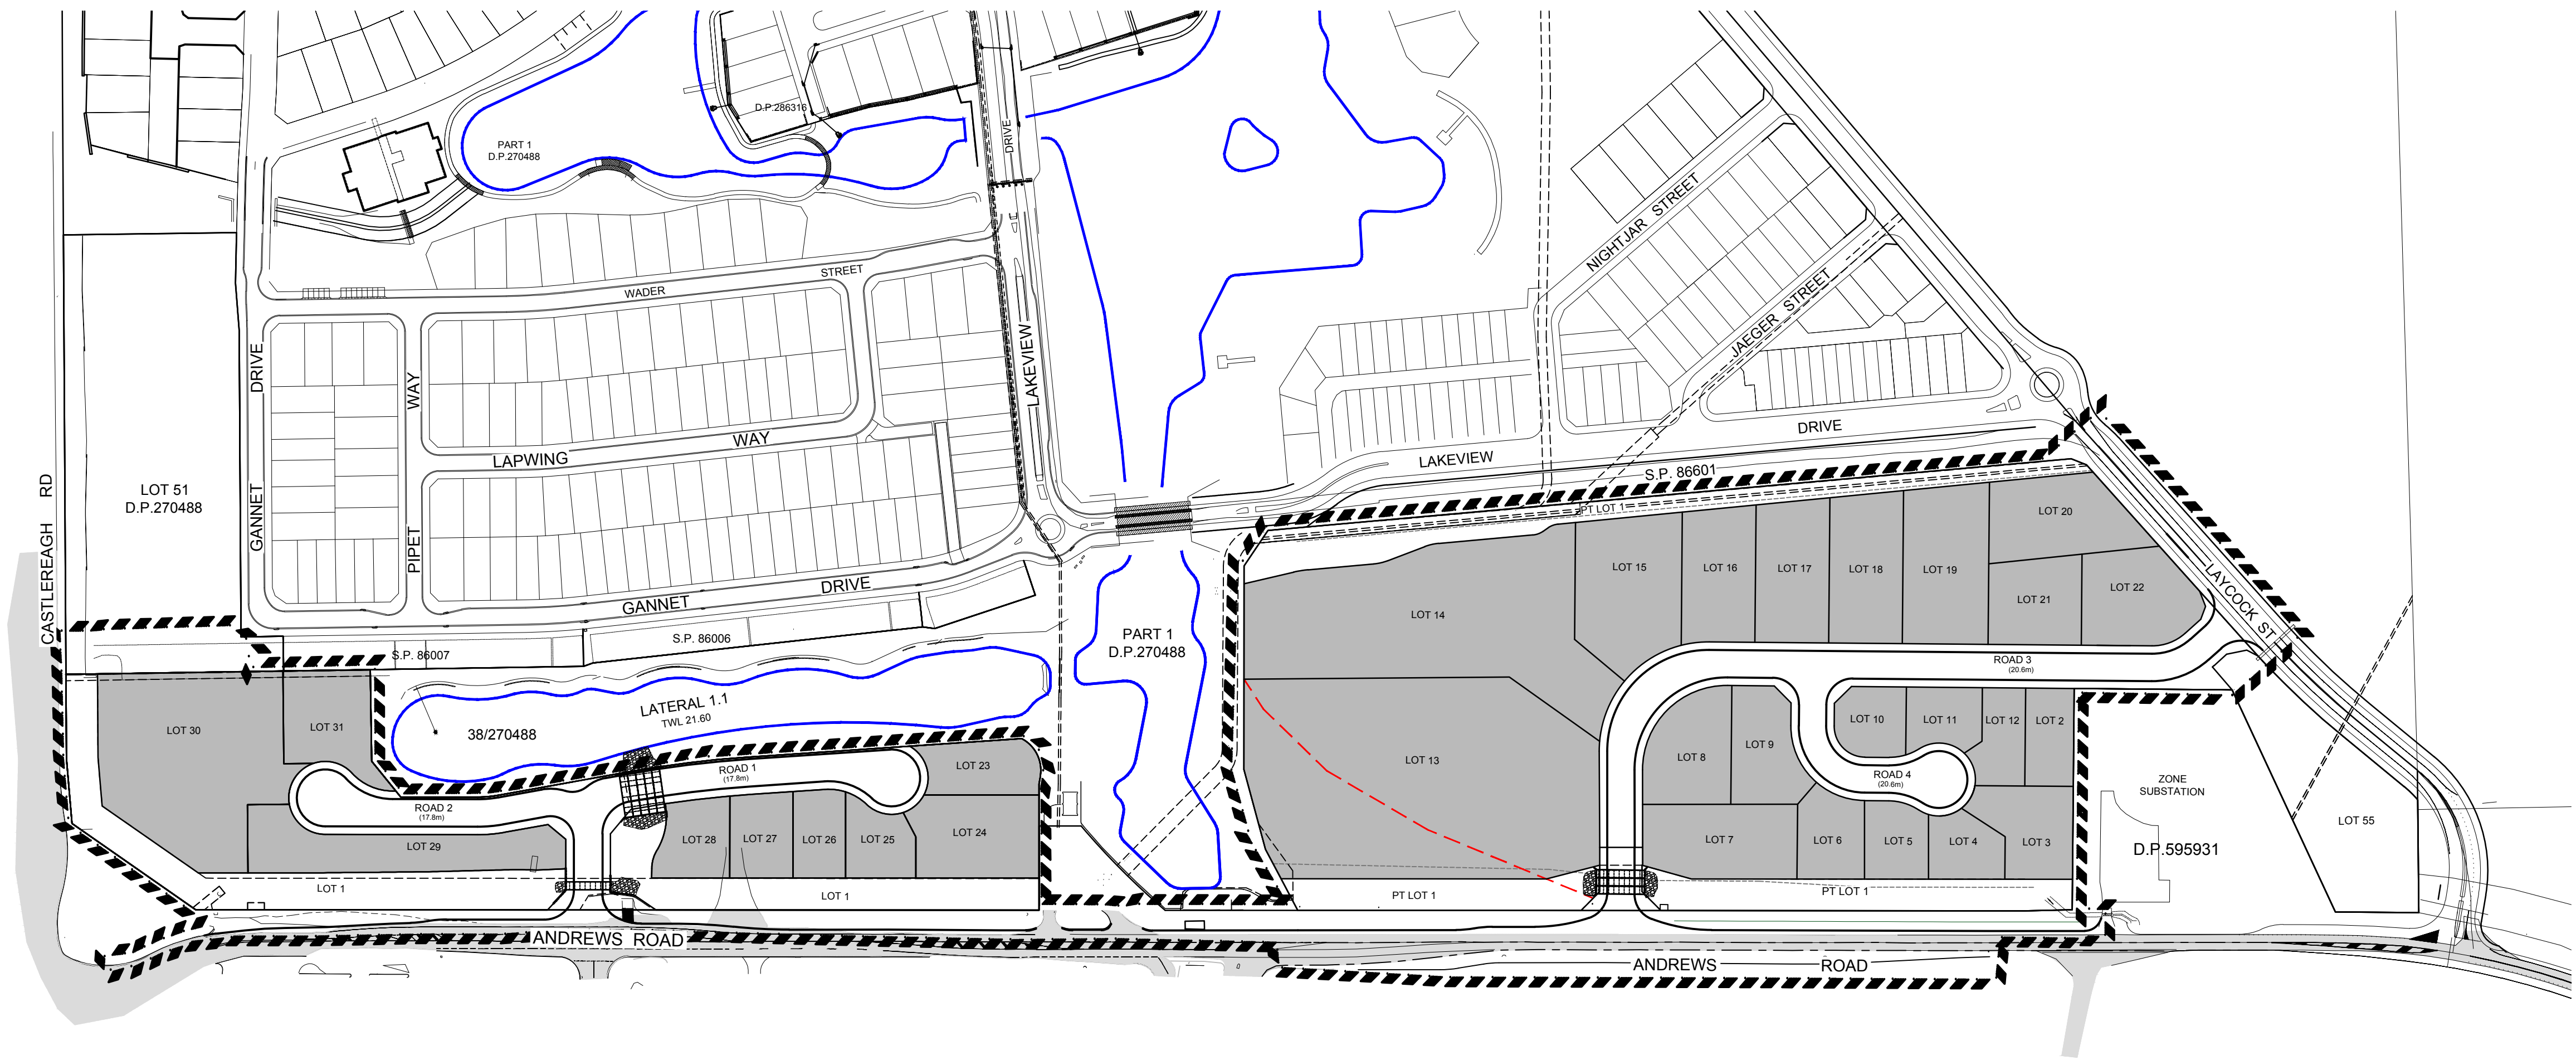 D.P.286316
PART 1
D.P.270488
DRIVE
NIGHTJAR STREET
STREET
WADER
JAEGER STREET
DRIVE
WAY
LAKEVIEW
GANNET
PIPET
LAPWING
WAY
LAKEVIEW
DRIVE
S.P. 86601
CASTLEREAGH RD
LOT 51
D.P.270488
PT LOT 1
GANNET
DRIVE
S.P. 86006
S.P. 86007
PART 1
D.P.270488
LOT 14
LOT 15
LOT 16
LOT 17
LOT 18
LOT 19
LOT 20
LOT 21
LOT 22
LAYCOCK ST
ROAD 3
(20.6m)
LATERAL 1.1
TWL 21.60
38/270488
LOT 30
LOT 31
ROAD 1
(17.8m)
LOT 23
ROAD 2
(17.8m)
LOT 29
LOT 28
LOT 27
LOT 26
LOT 25
LOT 24
LOT 13
LOT 8
LOT 9
LOT 10
LOT 11
LOT 12
LOT 2
ROAD 4
(20.6m)
LOT 7
LOT 6
LOT 5
LOT 4
LOT 3
ZONE
SUBSTATION
D.P.595931
LOT 55
LOT 1
LOT 1
PT LOT 1
PT LOT 1
ANDREWS ROAD
ANDREWS ROAD